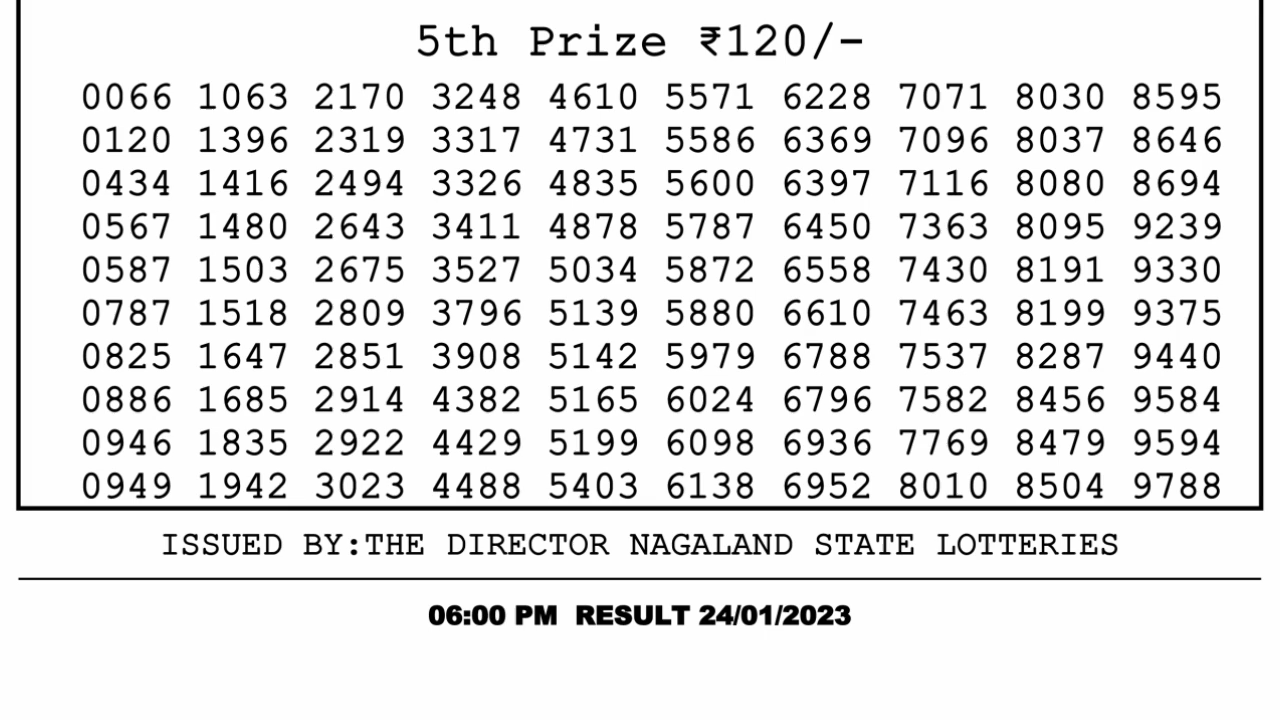 5th Prize ₹120/-
0066 1063 2170 3248 4610 5571 6228 7071 8030 8595
0120 1396 2319 3317 4731 5586 6369 7096 8037 8646
0434 1416 2494 3326 4835 5600 6397 7116 8080 8694
0567 1480 2643 3411 4878 5787 6450 7363 8095 9239
0587 1503 2675 3527 5034 5872 6558 7430 8191 9330
0787 1518 2809 3796 5139 5880 6610 7463 8199 9375
0825 1647 2851 3908 5142 5979 6788 7537 8287 9440
0886 1685 2914 4382 5165 6024 6796 7582 8456 9584
0946 1835 2922 4429 5199 6098 6936 7769 8479 9594
0949 1942 3023 4488 5403 6138 6952 8010 8504 9788
ISSUED BY:THE DIRECTOR NAGALAND STATE LOTTERIES
06:00 PM RESULT 24/01/2023